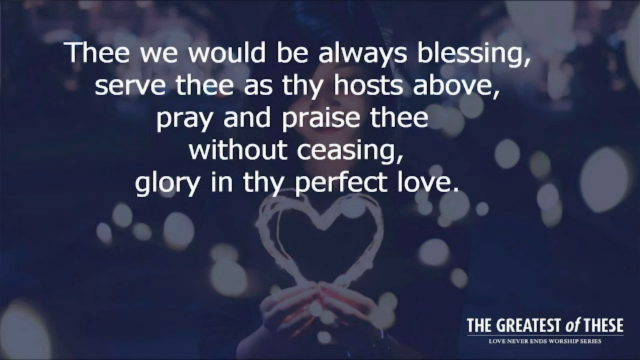 Thee we would be always blessing,
serve thee as thy hosts above,
pray and praise thee
without ceasing,
glory in thy perfect love.
THE GREATEST of THESE
LOVE NEVER ENDS WORSHIP SERIES